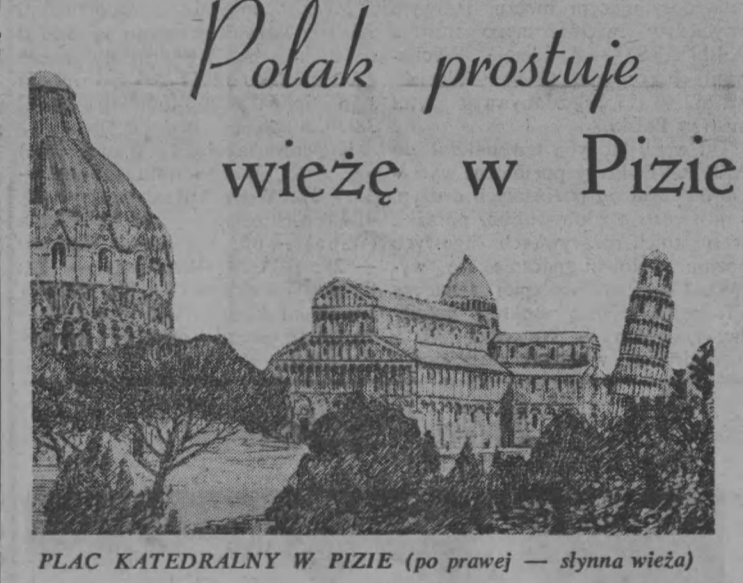 Polak prostuje
wieżę w Pizie
PLAC KATEDRALNY W PIZIE (po prawej — słynna wieża)